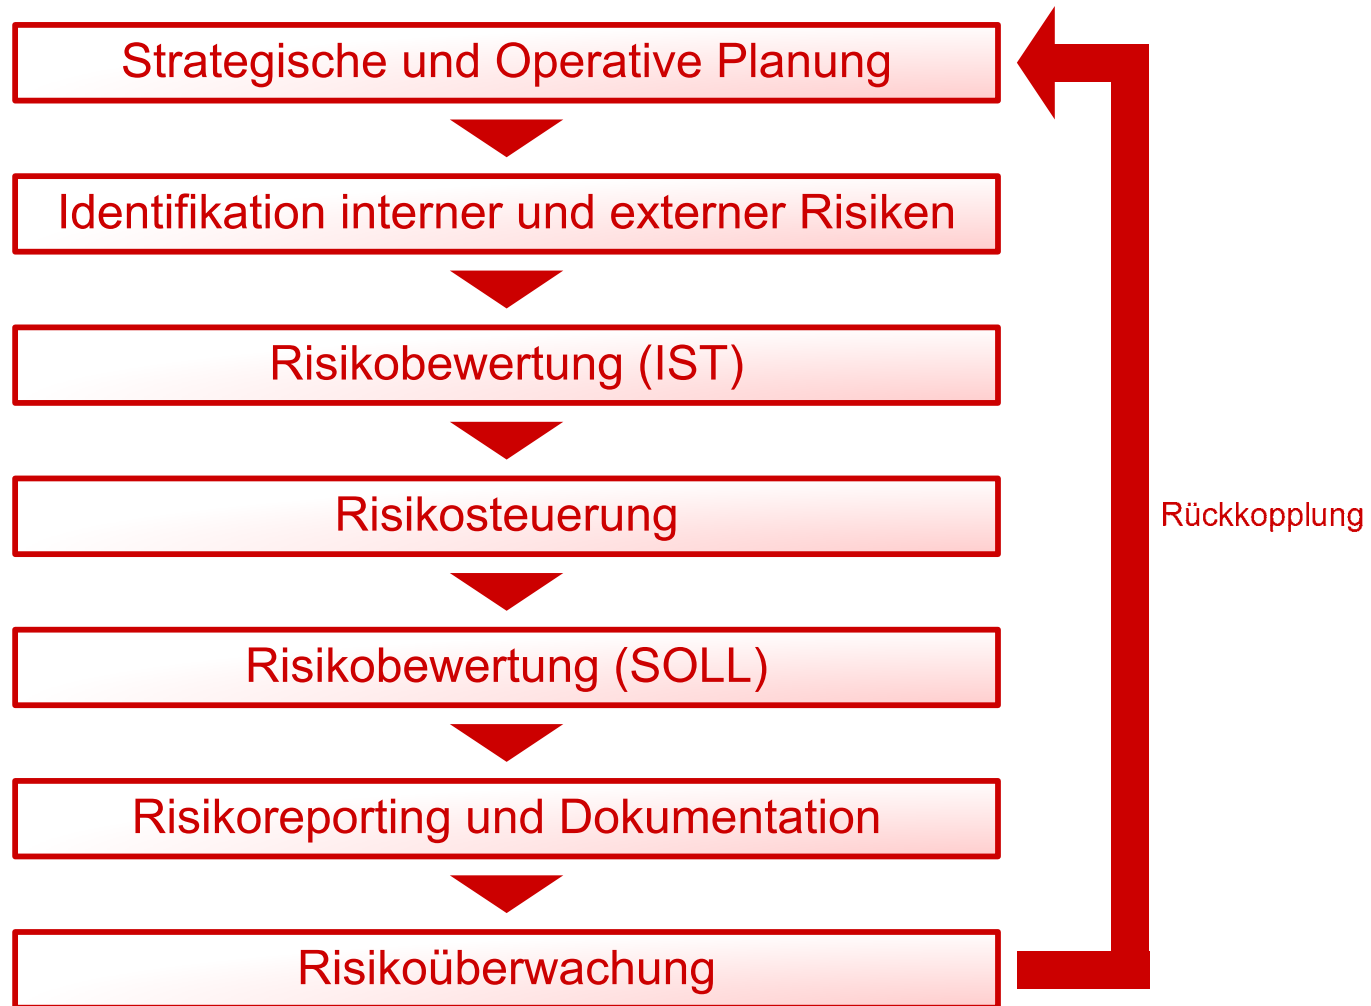 Strategische und Operative Planung
Identifikation interner und externer Risiken
Risikobewertung (IST)
Risikosteuerung
Rückkopplung
Risikobewertung (SOLL)
Risikoreporting und Dokumentation
Risikoüberwachung